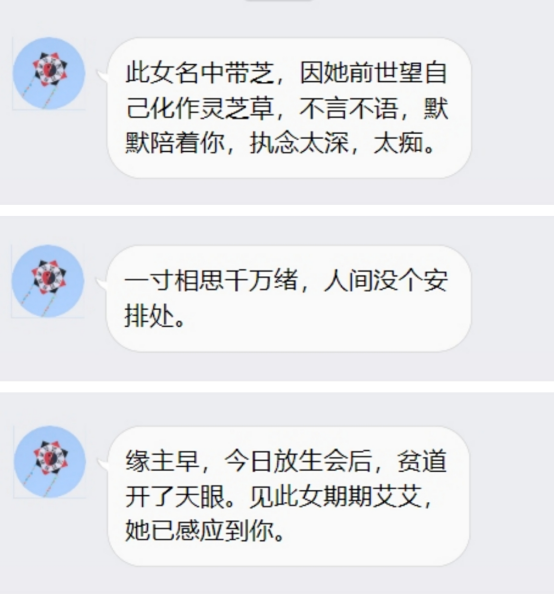 此女名中带芝，因她前世望自
己化作灵芝草，不言不语，默
默陪着你，执念太深，太痴。
一寸相思千万绪，人间没个安
排处。
缘主早，今日放生会后，贫道
开了天眼。见此女期期艾艾，
她已感应到你。